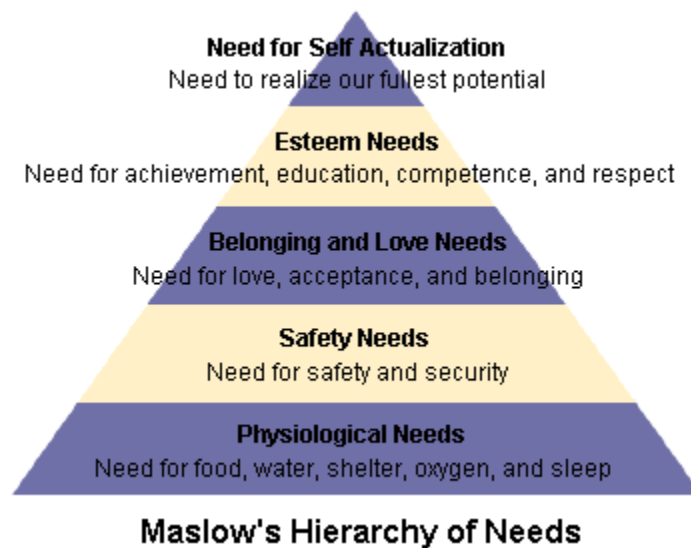 Need for Self Actualization
Need to realize our fullest potential
Esteem Needs
Need for achievement, education, competence, and respect
Belonging and Love Needs
Need for love, acceptance, and belonging
Safety Needs
Need for safety and security
Physiological Needs
Need for food, water, shelter, oxygen, and sleep
Maslow's Hierarchy of Needs